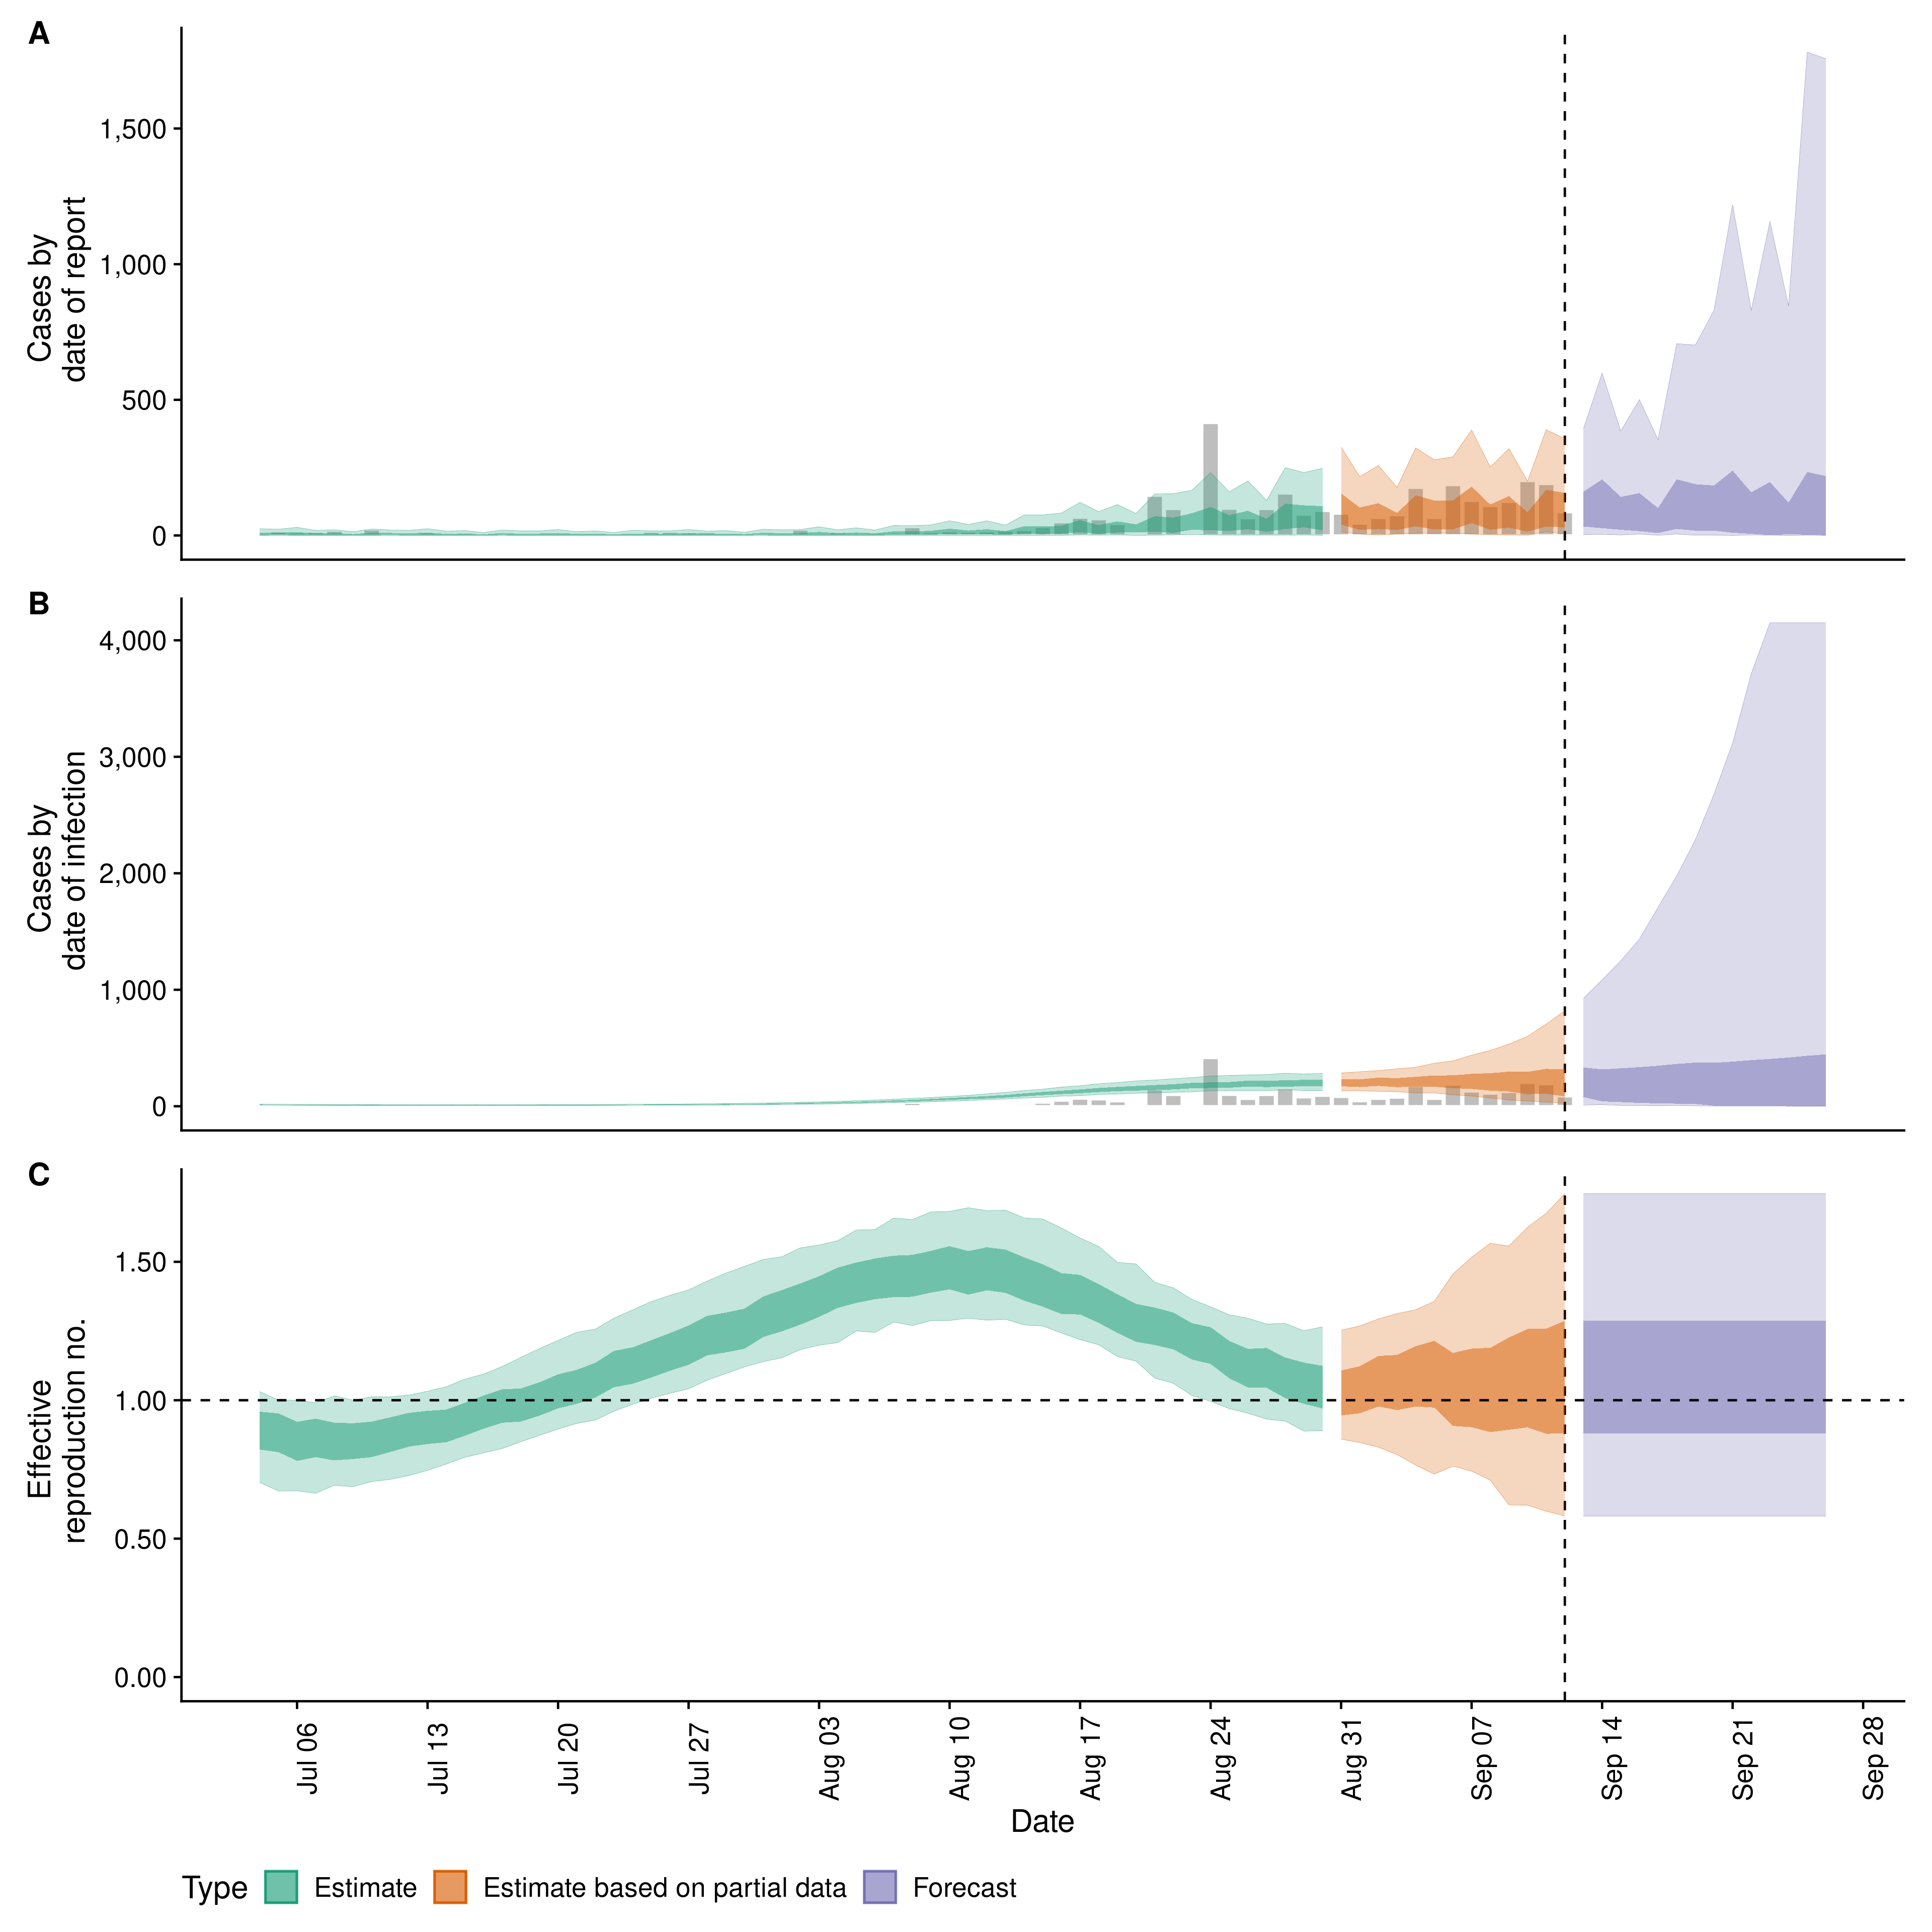 A
Cases by
date of report
1,500
1,000
500
0
B
Cases by
date of infection
4,000
3,000
2,000
1,000
0
C
Effective
reproduction no.
1.50
1.00
0.50
0.00
Jul 06
Jul 13
Jul 20
Jul 27
Aug 03
Aug 10
Aug 17
Aug 24
Aug 31
Sep 07
Sep 14
Sep 21
Sep 28
Date
Type Estimate Estimate based on partial data Forecast